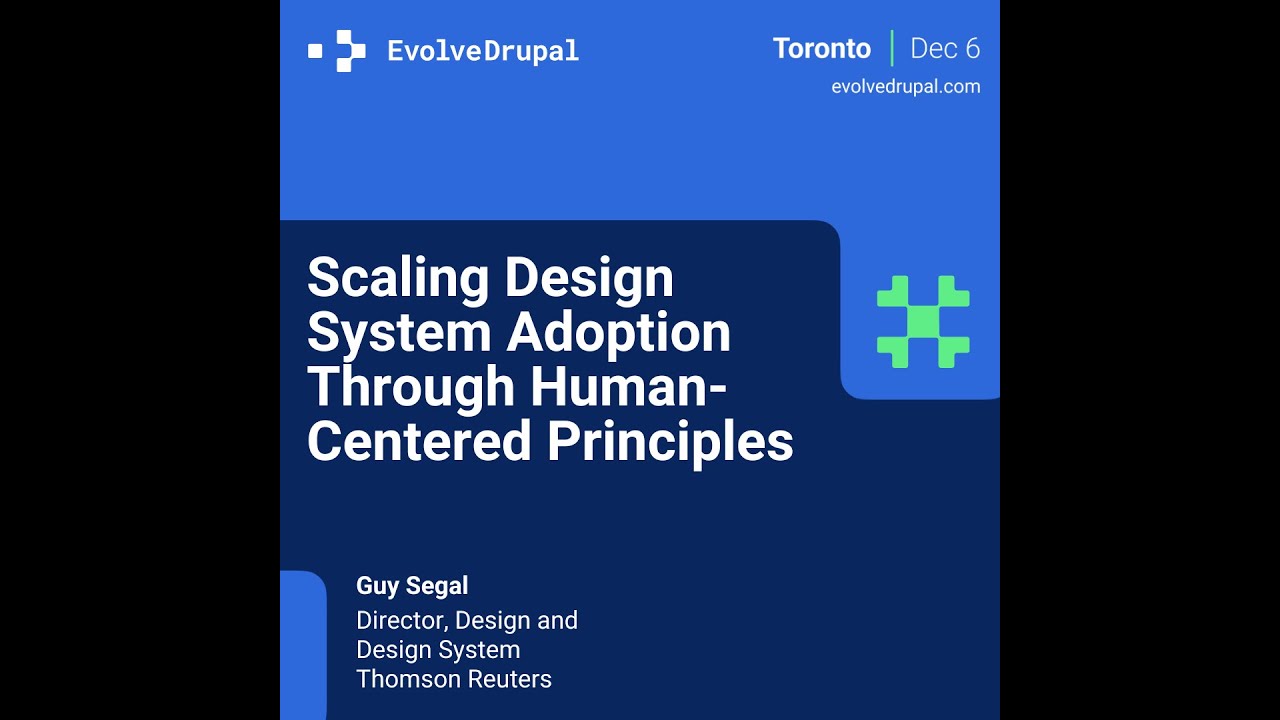 EvolveDrupal
Toronto | Dec 6
evolvedrupal.com
Scaling Design
System Adoption
Through Human-
Centered Principles
Guy Segal
Director, Design and
Design System
Thomson Reuters